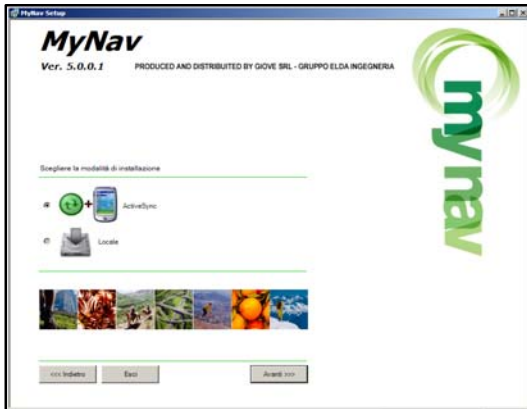 MyNav Setup
MyNav
Ver. 5.0.0.1
PRODUCED AND DISTRIBUITED BY GIOVE SRL - GRUPPO ELDA INGEGNERIA
mynav
Scegliere la modalità di installazione
ActiveSync
Locale
<<< Indietro
Esci
Avanti >>>